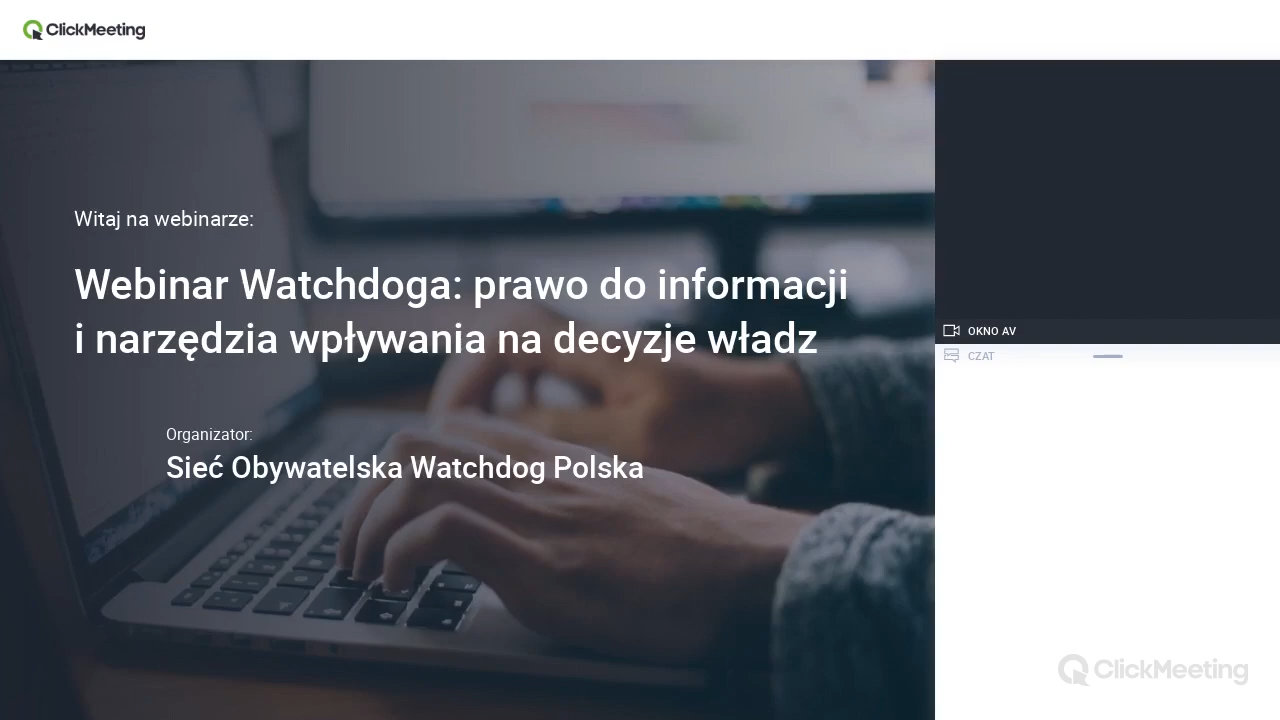 ClickMeeting
Witaj na webinarze:
Webinar Watchdoga: prawo do informacji
i narzędzia wpływania na decyzje władz
Organizator:
Sieć Obywatelska Watchdog Polska
OKNO AV
CZAT
ClickMeeting